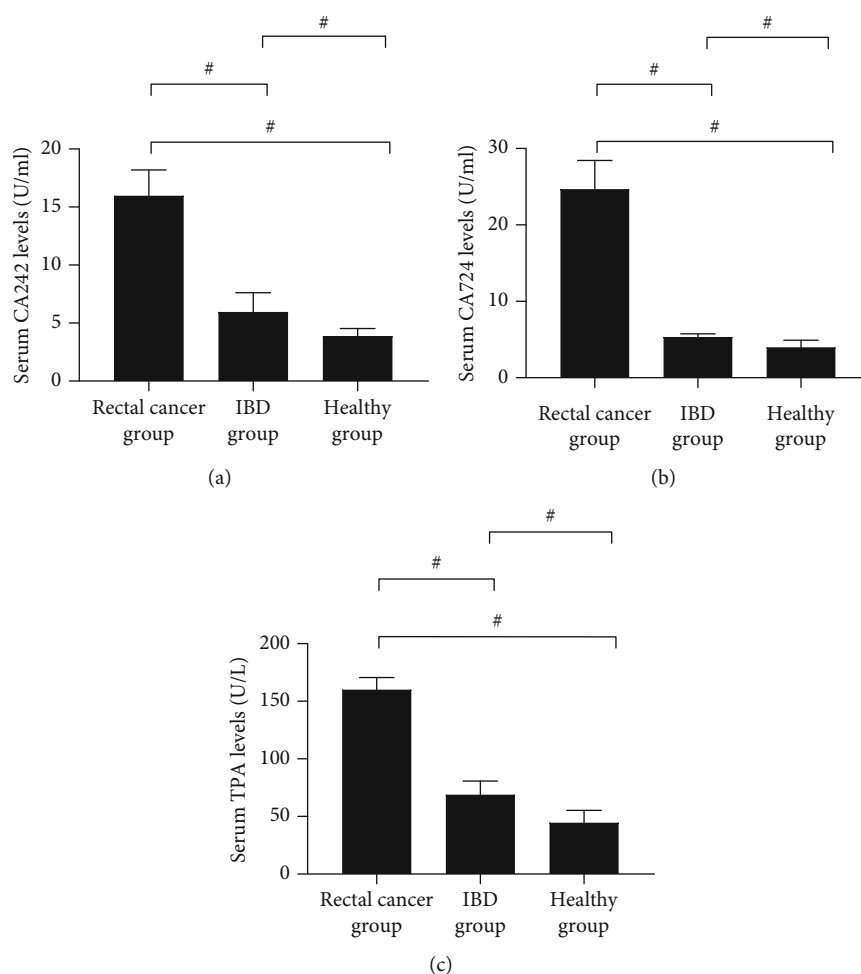 #
#
#
Serum CA242 levels (U/ml)
20
15
10
5
0
Rectal cancer group
IBD group
Healthy group
(a)
#
#
#
Serum CA724 levels (U/ml)
30
20
10
0
Rectal cancer group
IBD group
Healthy group
(b)
#
#
#
Serum TPA levels (U/L)
200
150
100
50
0
Rectal cancer group
IBD group
Healthy group
(c)